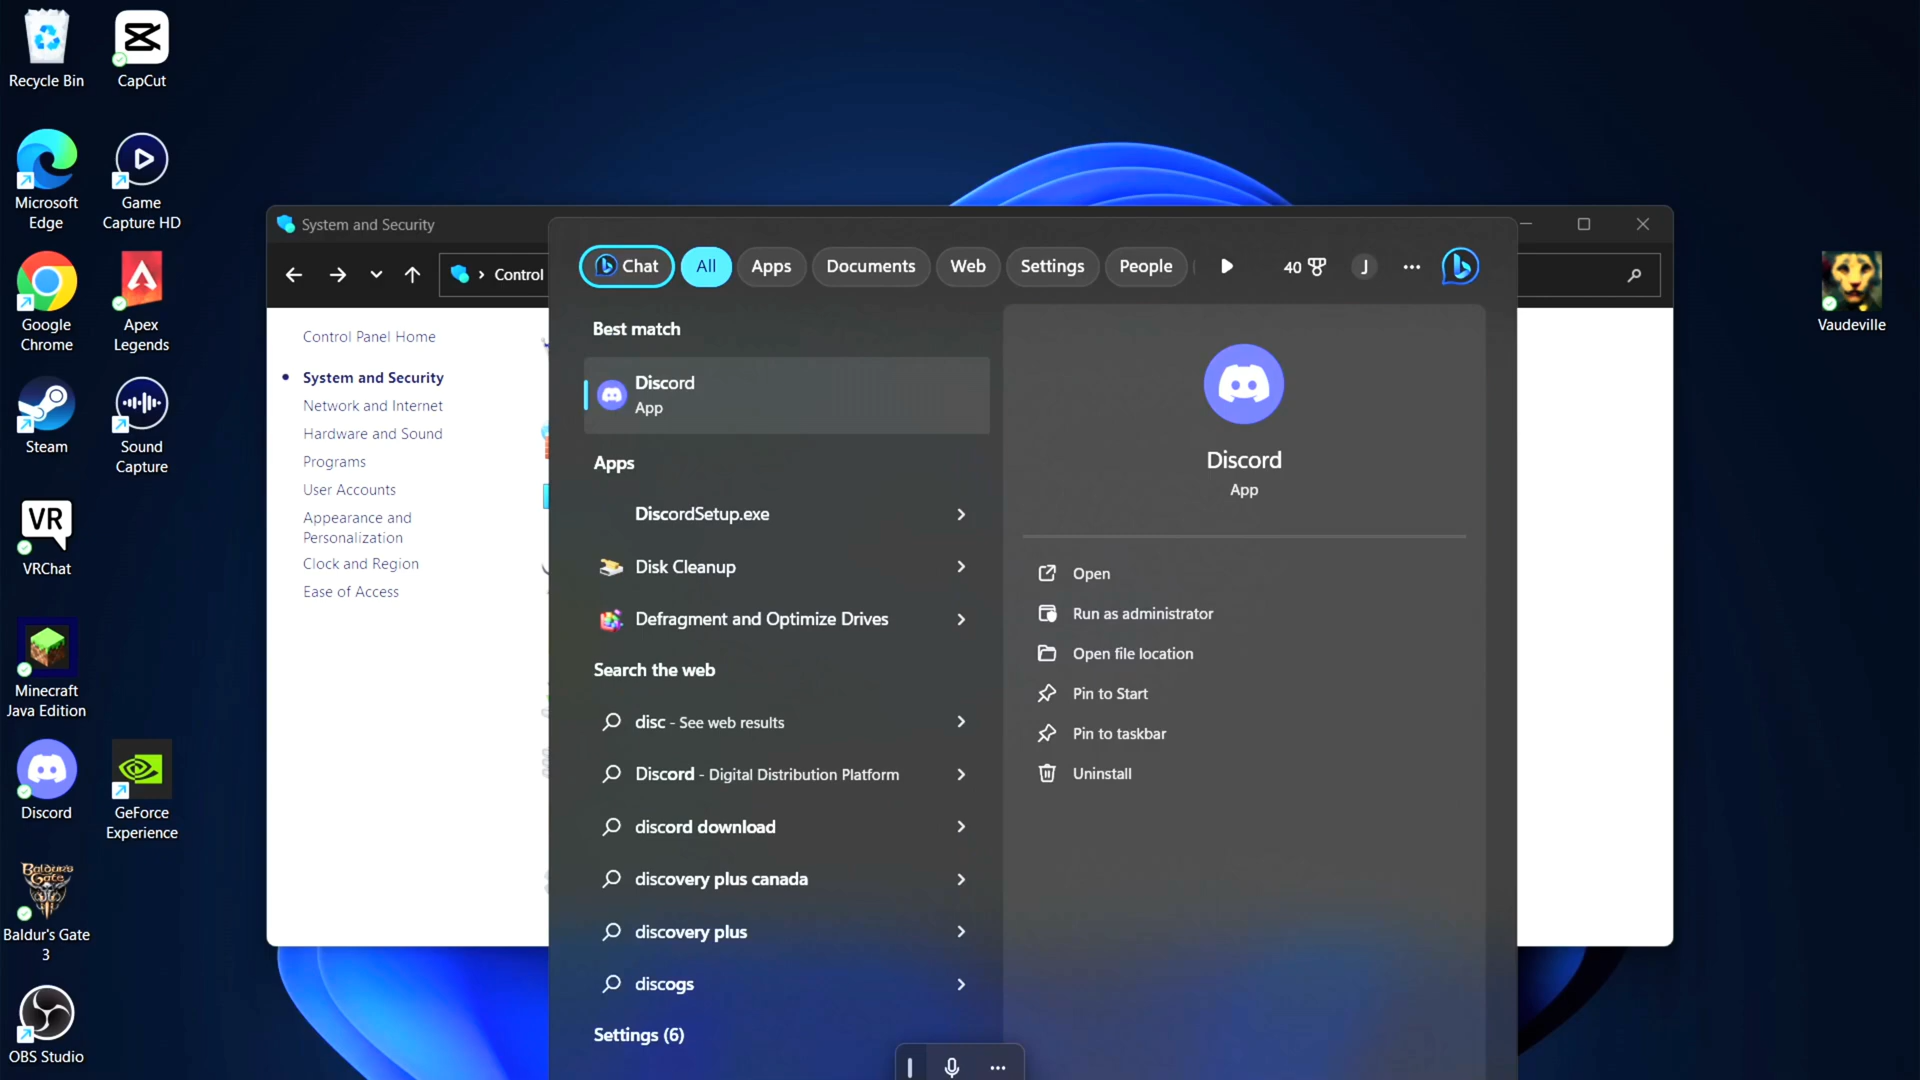 Recycle Bin
CapCut
Microsoft
Edge
Game
Capture HD
Google
Chrome
Apex
Legends
Steam
Sound
Capture
VR
VRChat
Minecraft
Java Edition
Discord
GeForce
Experience
Baldur's Gate
Baldur's Gate
3
OBS Studio
Vaudeville
System and Security
Control
Control Panel Home
System and Security
Network and Internet
Hardware and Sound
Programs
User Accounts
Appearance and
Personalization
Clock and Region
Ease of Access
Chat
All
Apps
Documents
Web
Settings
People
40
J
Best match
Discord
App
Apps
DiscordSetup.exe
Disk Cleanup
Defragment and Optimize Drives
Search the web
disc - See web results
Discord - Digital Distribution Platform
discord download
discovery plus canada
discovery plus
discogs
Settings (6)
Discord
App
Open
Run as administrator
Open file location
Pin to Start
Pin to taskbar
Uninstall